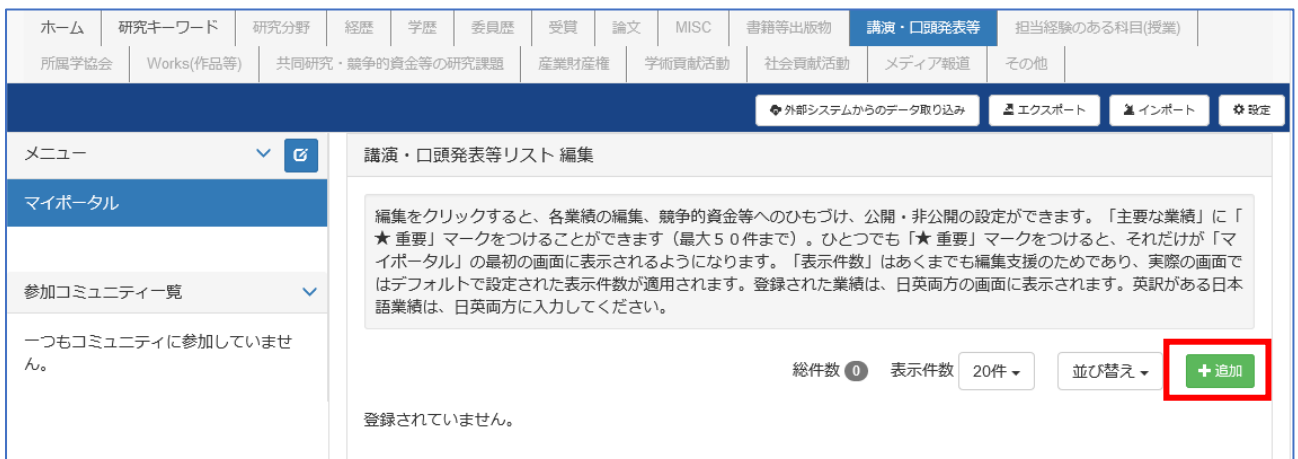 ホーム 研究キーワード 研究分野 経歴 学歴 委員歴 受賞 論文 MISC 書籍等出版物 講演・口頭発表等 担当経験のある科目(授業)
所属学協会 Works(作品等) 共同研究・競争的資金等の研究課題 産業財産権 学術貢献活動 社会貢献活動 メディア報道 その他
外部システムからのデータ取り込み エクスポート インポート 設定
メニュー
マイポータル
参加コミュニティ一覧
一つもコミュニティに参加していませ
ん。
講演・口頭発表等リスト 編集
編集をクリックすると、各業績の編集、競争的資金等へのひもづけ、公開・非公開の設定ができます。「主要な業績」に「
★ 重要」マークをつけることができます（最大５０件まで）。ひとつでも「★ 重要」マークをつけると、それだけが「マ
イポータル」の最初の画面に表示されるようになります。「表示件数」はあくまでも編集支援のためであり、実際の画面で
はデフォルトで設定された表示件数が適用されます。登録された業績は、日英両方の画面に表示されます。英訳がある日本
語業績は、日英両方に入力してください。
総件数 0 表示件数 20件 並び替え +追加
登録されていません。